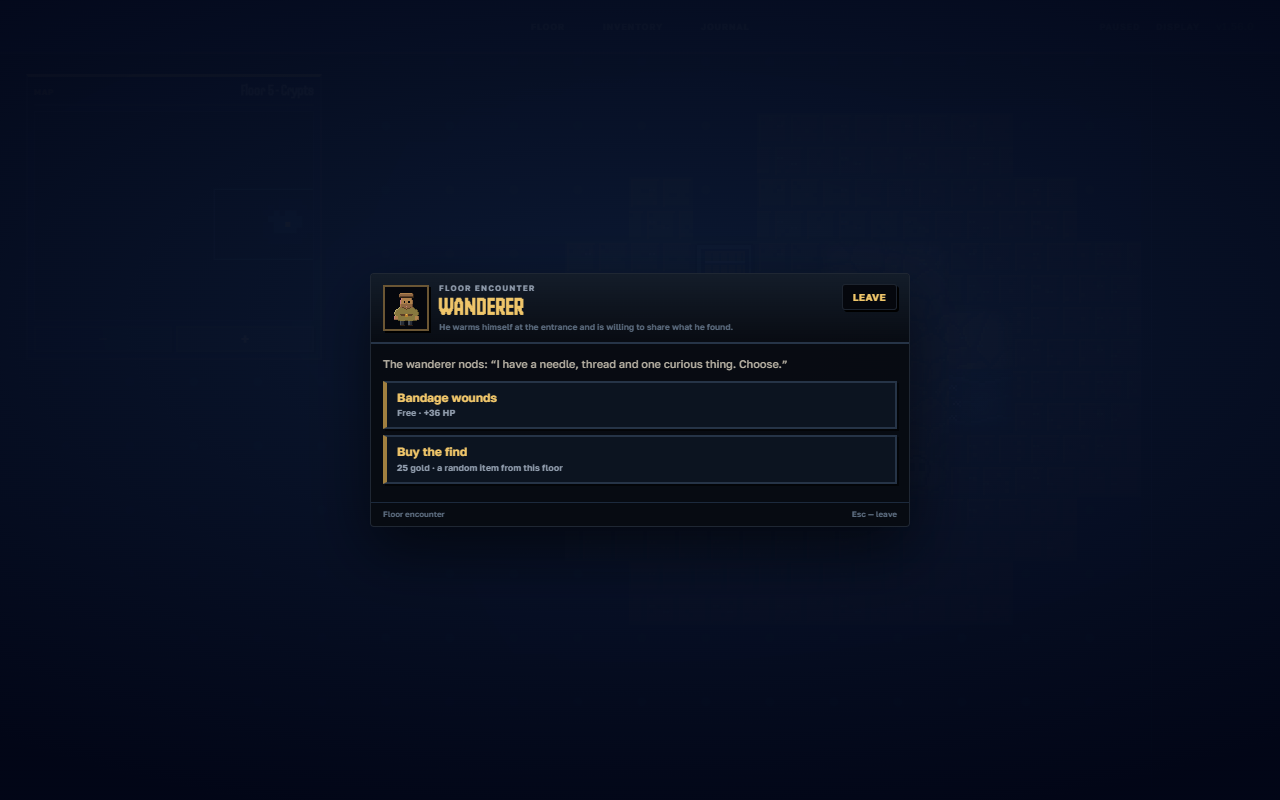 FLOOR ENCOUNTER
WANDERER
LEAVE
He warms himself at the entrance and is willing to share what he found.
The wanderer nods: “I have a needle, thread and one curious thing. Choose.”
Bandage wounds
Free · +36 HP
Buy the find
25 gold · a random item from this floor
Floor encounter
Esc — leave